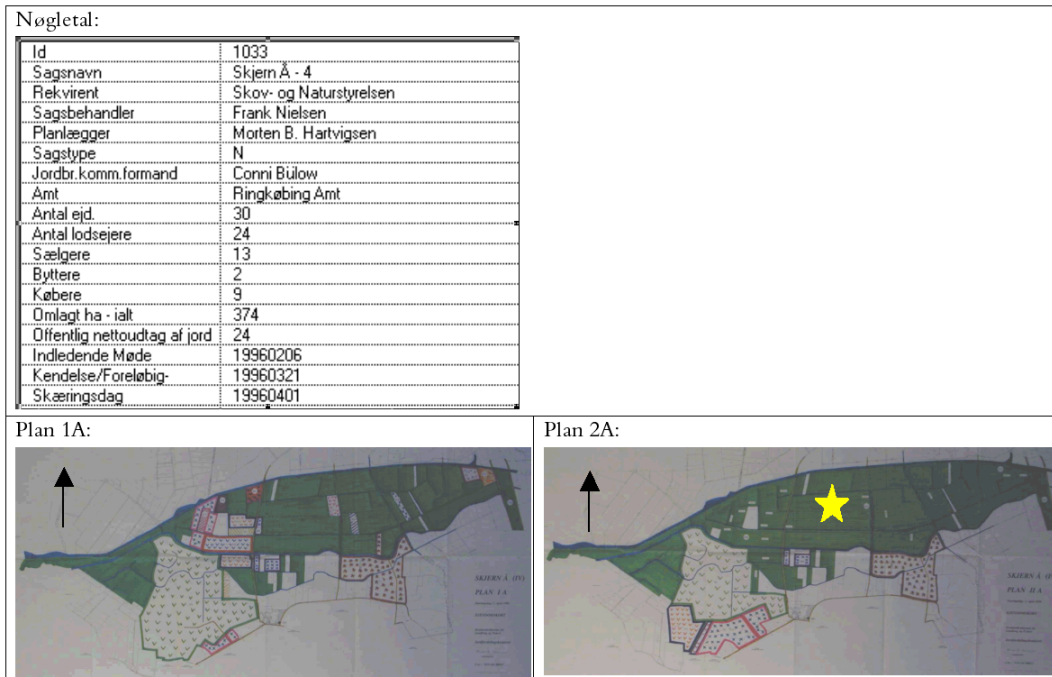 Nøgletal:
Id 1033
Sagsnavn Skjern Å - 4
Rekvirent Skov- og Naturstyrelsen
Sagsbehandler Frank Nielsen
Planlægger Morten B. Hartvigsen
Sagstype N
Jordbr.komm.formand Conni Bülow
Amt Ringkøbing Amt
Antal ejd. 30
Antal lodsejere 24
Sælgere 13
Byttere 2
Købere 9
Omlagt ha - ialt 374
Offentlig nettoudtag af jord 24
Indledende Møde 19960206
Kendelse/Foreløbig- 19960321
Skæringsdag 19960401
Plan 1A:
SKJERN Å (IV)
PLAN I A
Plan 2A:
SKJERN Å
PLAN II A